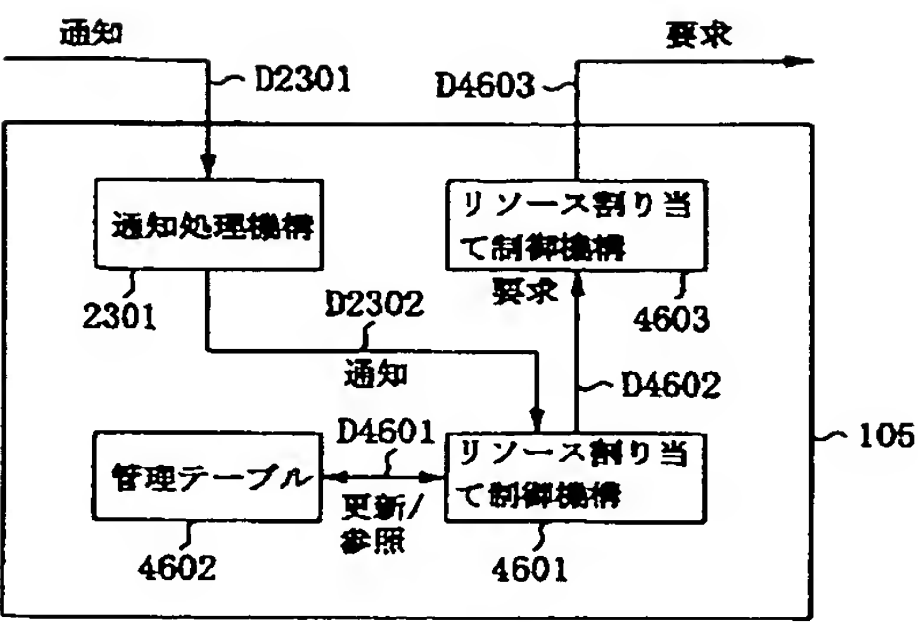 通知
要求
D2301
D4603
通知処理機構
リソース割り当
て制御機構
2301
D2302
要求
4603
通知
D4602
D4601
105
管理テーブル
リソース割り当
て制御機構
更新/
参照
4602
4601